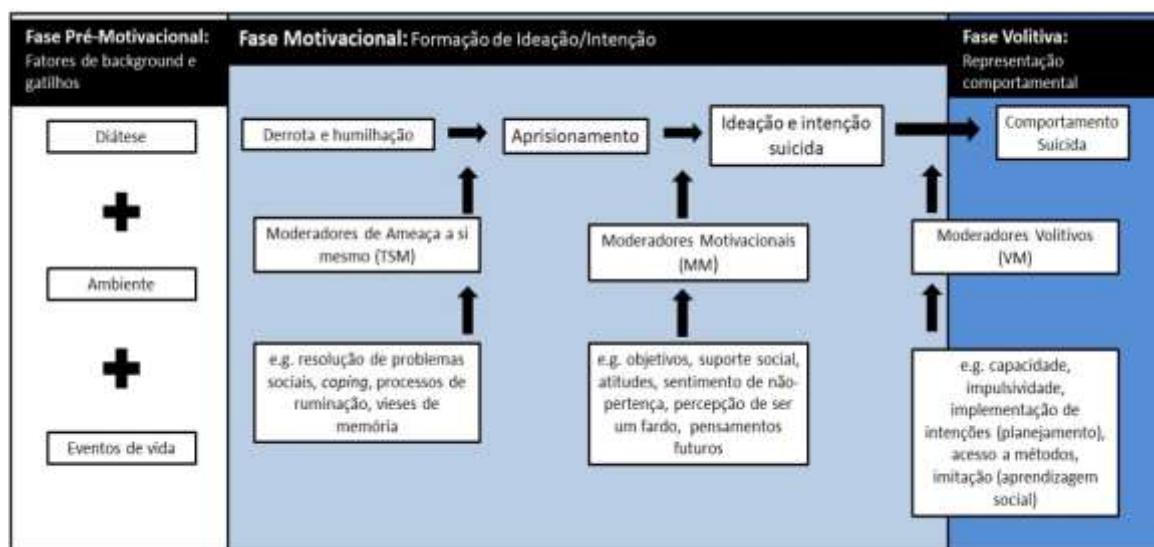 Fase Pré-Motivacional:
Fatores de background e
gatilhos
Diátese
Ambiente
Eventos de vida
Fase Motivacional: Formação de Ideação/Intenção
Derrota e humilhação
Aprisionamento
Ideação e intenção
suicida
Moderadores de Ameaça a si
mesmo (TSM)
Moderadores Motivacionais
(MM)
e.g. resolução de problemas
sociais, coping, processos de
ruminação, vieses de
memória
e.g. objetivos, suporte social,
atitudes, sentimento de não-
pertença, percepção de ser
um fardo, pensamentos
futuros
Fase Volitiva:
Representação
comportamental
Comportamento
Suicida
Moderadores Volitivos
(VM)
e.g. capacidade,
impulsividade,
implementação de
intenções (planejamento),
acesso a métodos,
imitação (aprendizagem
social)